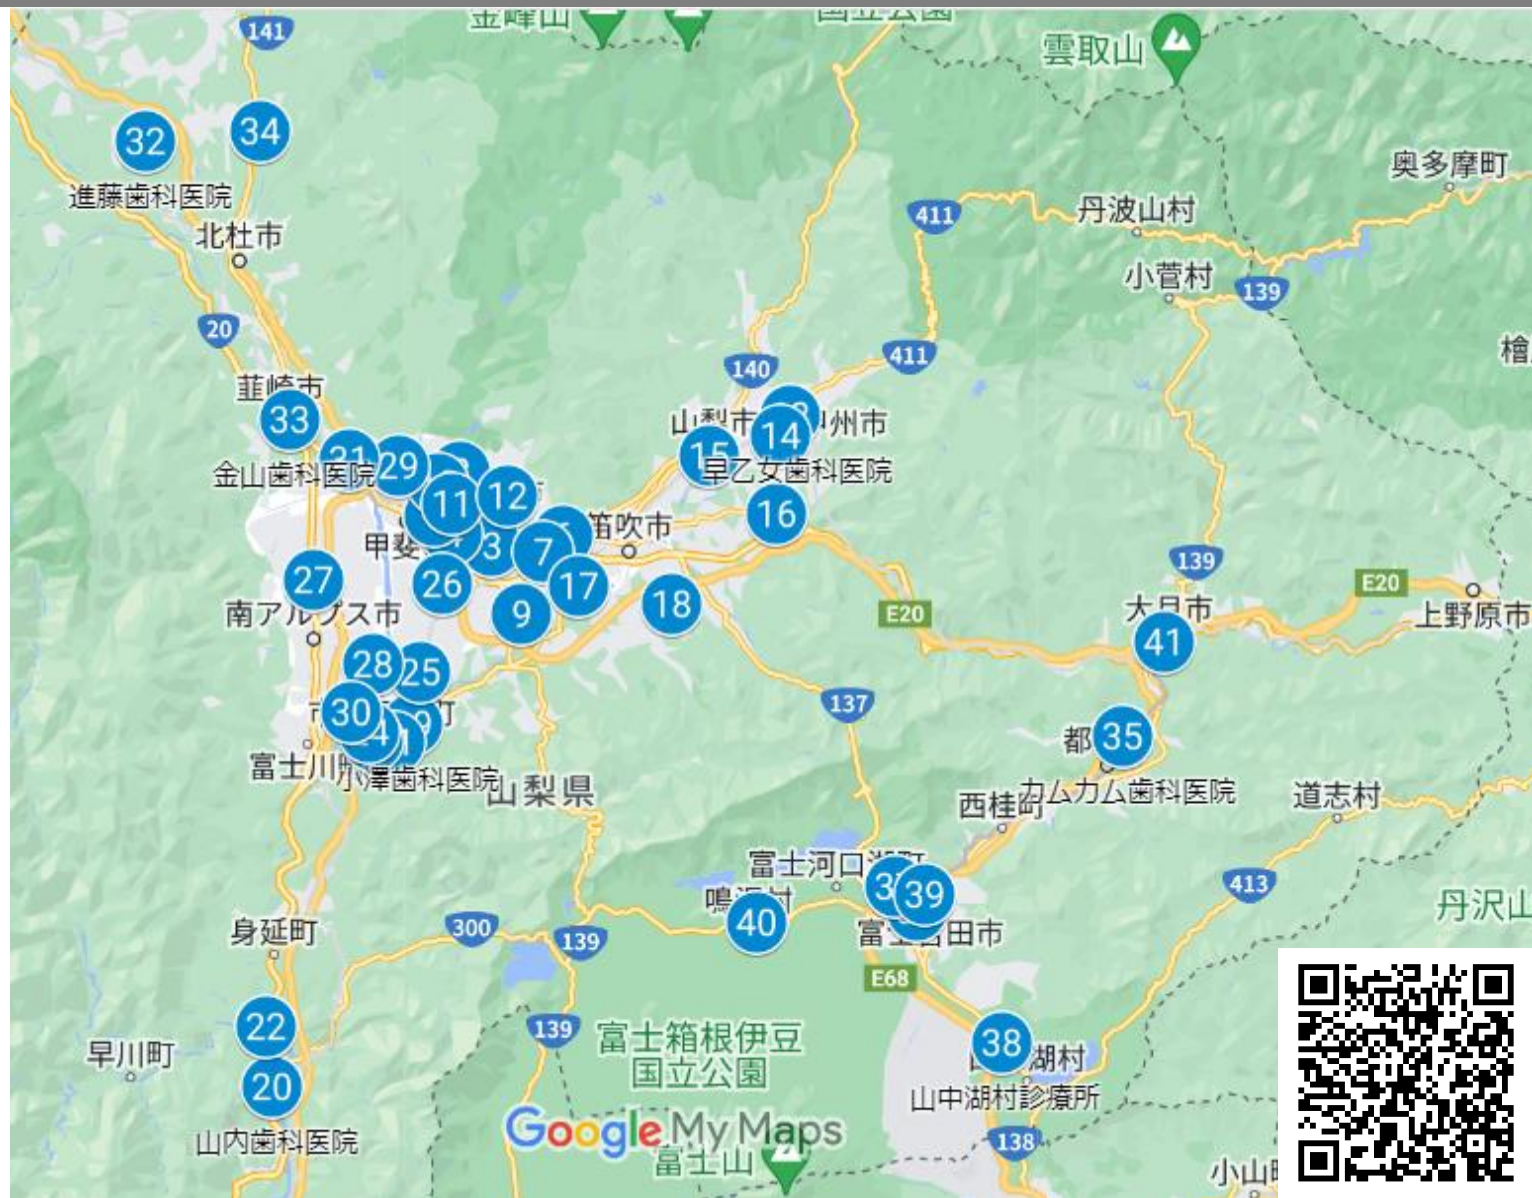 金峰山
国立公園
141
雲取山
32
34
進藤歯科医院
奥多摩町
411
丹波山村
北杜市
小菅村
139
20
140
411
韮崎市
33
山梨市
州市
14
15
早乙女歯科医院
金山歯科医院
29
11
12
16
笛吹市
甲斐
3
7
27
26
17
9
18
南アルプス市
E20
139
E20
大月市
上野原市
41
28
25
137
30
町
都
35
富士川
小澤歯科医院
山梨県
カムカム歯科医院
西桂町
道志村
富士河口湖町
39
413
丹沢山
40
身延町
300
139
富士吉田市
E68
22
139
富士箱根伊豆
国立公園
38
湖村
早川町
20
山中湖村診療所
山内歯科医院
Google My Maps
138
富士山
小山